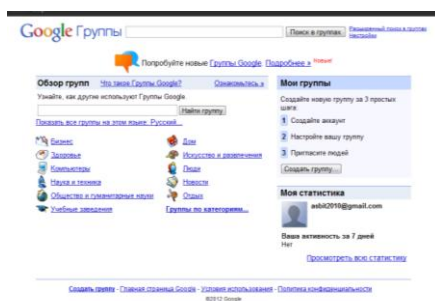 Google Группы
Поиск в группах
Расширенный поиск в группах
Настройки
Попробуйте новые Группы Google Подробнее » Новые!
Обзор групп Что такое Группы Google? Ознакомьтесь »
Узнайте, как другие используют Группы Google.
Найти группу
Показать все группы на этом языке: Русский...
Бизнес
Здоровье
Компьютеры
Наука и техника
Общество и гуманитарные науки
Учебные заведения
Дом
Искусство и развлечения
Люди
Новости
Отдых
Группы по категориям...
Мои группы
Создайте новую группу за 3 простых
шага:
1 Создайте аккаунт
2 Настройте вашу группу
3 Пригласите людей
Создать группу...
Моя статистика
asbit2010@gmail.com
Ваша активность за 7 дней
Нет
Просмотреть всю статистику
Создать группу - Главная страница Google - Условия использования - Политика конфиденциальности
©2012 Google